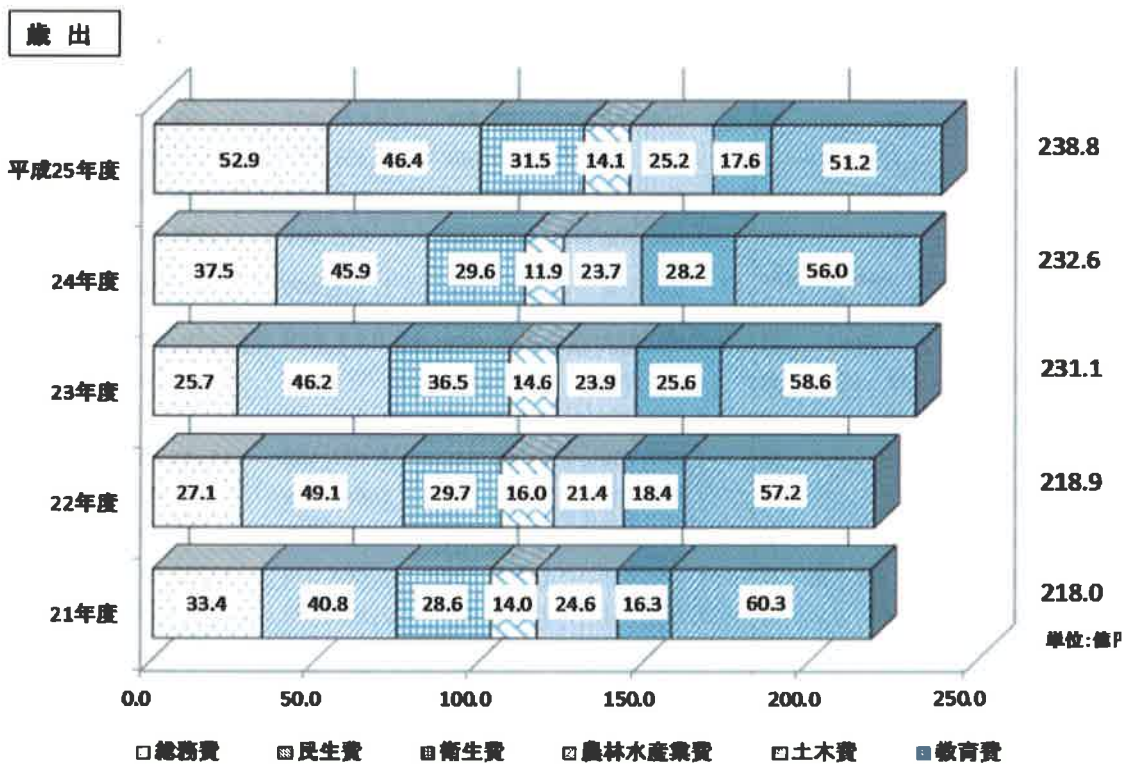 歳 出
平成25年度 52.9 46.4 31.5 14.1 25.2 17.6 51.2 238.8
24年度 37.5 45.9 29.6 11.9 23.7 28.2 56.0 232.6
23年度 25.7 46.2 36.5 14.6 23.9 25.6 58.6 231.1
22年度 27.1 49.1 29.7 16.0 21.4 18.4 57.2 218.9
21年度 33.4 40.8 28.6 14.0 24.6 16.3 60.3 218.0
単位:億円
0.0 50.0 100.0 150.0 200.0 250.0
総務費 民生費 衛生費 農林水産業費 土木費 教育費